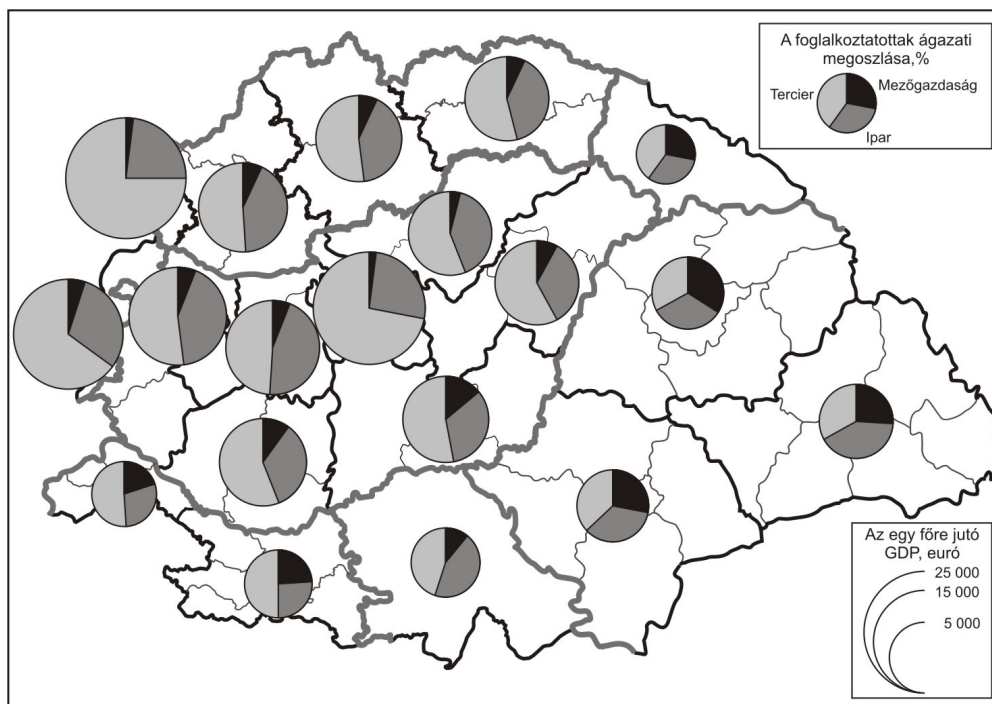 A foglalkoztatottak ágazati
megoszlása,%
Tercier
Mezőgazdaság
Ipar
Az egy főre jutó
GDP, euró
25 000
15 000
5 000